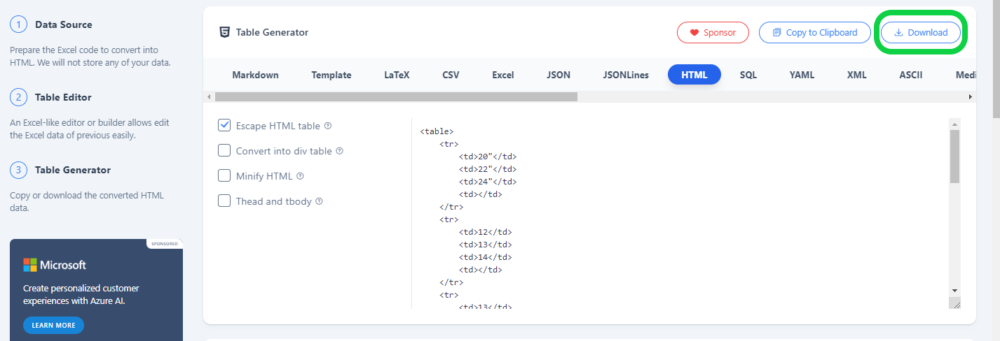 1 Data Source
Prepare the Excel code to convert into
HTML. We will not store any of your data.
2 Table Editor
An Excel-like editor or builder allows edit
the Excel data of previous easily.
3 Table Generator
Copy or download the converted HTML
data.
SPONSORED
Microsoft
Create personalized customer
experiences with Azure AI.
LEARN MORE
Table Generator
Sponsor
Copy to Clipboard
Download
Markdown Template LaTeX CSV Excel JSON JSONLines HTML SQL YAML XML ASCII Medi
Escape HTML table
Convert into div table
Minify HTML
Thead and tbody
<table>
<tr>
<td>20"</td>
<td>22"</td>
<td>24"</td>
<td></td>
</tr>
<tr>
<td>12</td>
<td>13</td>
<td>14</td>
<td></td>
</tr>
<tr>
<td>13</td>